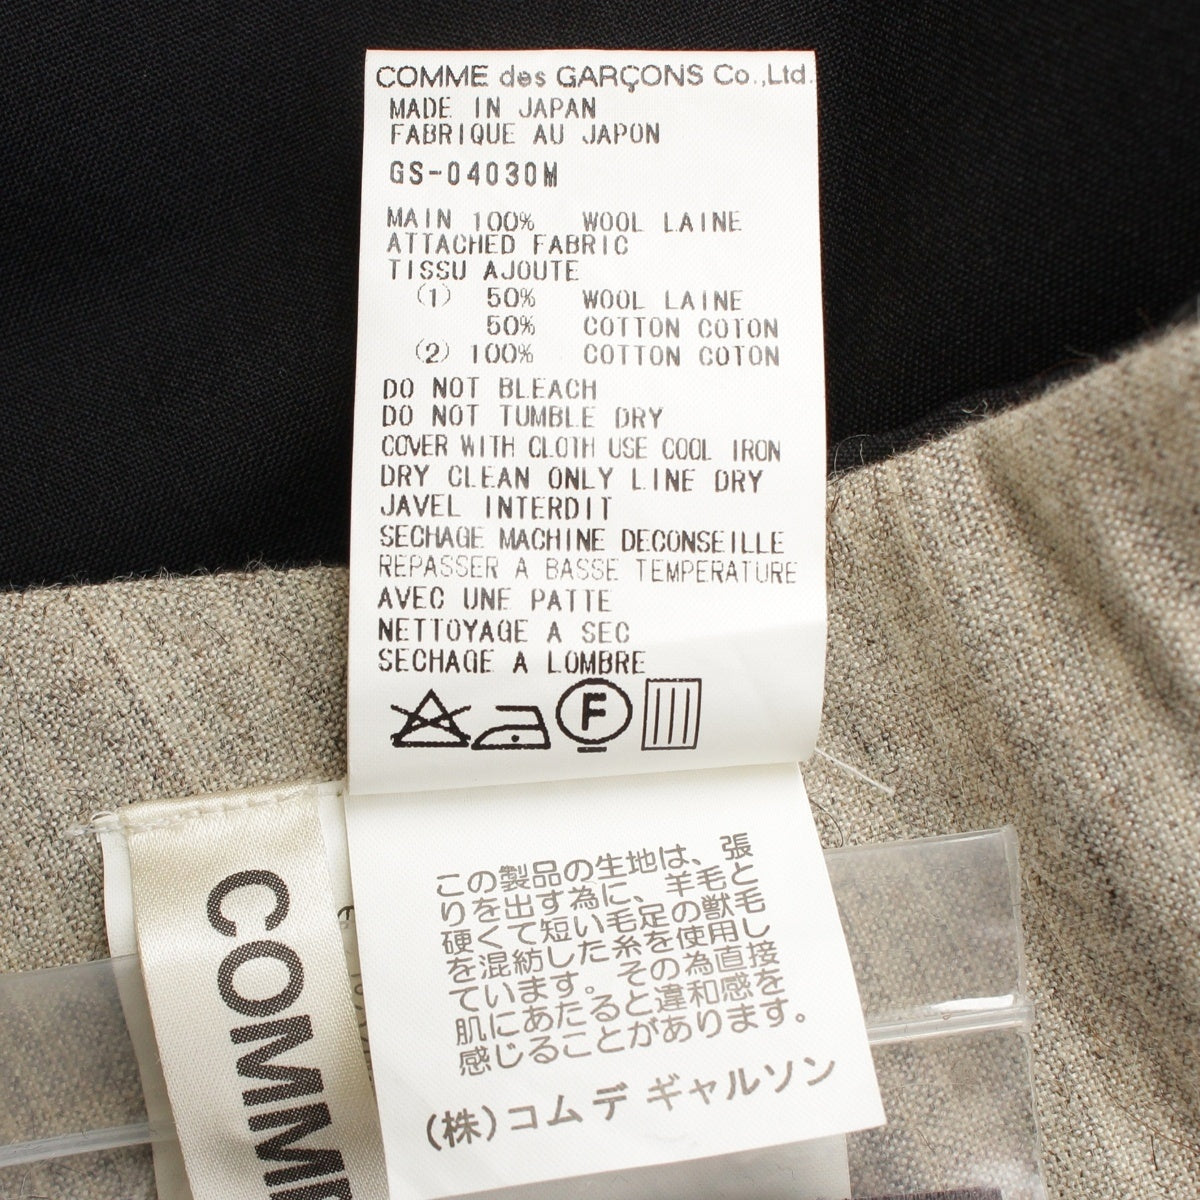 COMME des GARÇONS Co.,Ltd.
MADE IN JAPAN
FABRIQUE AU JAPON
GS-04030M
MAIN 100% WOOL LAINE
ATTACHED FABRIC
TISSU AJOUTE
(1) 50% WOOL LAINE
50% COTTON COTON
(2) 100% COTTON COTON
DO NOT BLEACH
DO NOT TUMBLE DRY
COVER WITH CLOTH USE COOL IRON
DRY CLEAN ONLY LINE DRY
JAVEL INTERDIT
SECHAGE MACHINE DECONSEILLE
REPASSER A BASSE TEMPERATURE
AVEC UNE PATTE
NETTOYAGE A SEC
SECHAGE A LOMBRE
F
この製品の生地は、張
りを出す為に、羊毛と
硬くて短い毛足の獣毛
を混紡した糸を使用し
ています。その為直接
肌にあたると違和感を
感じることがあります。
(株)コム デ ギャルソン
COMM